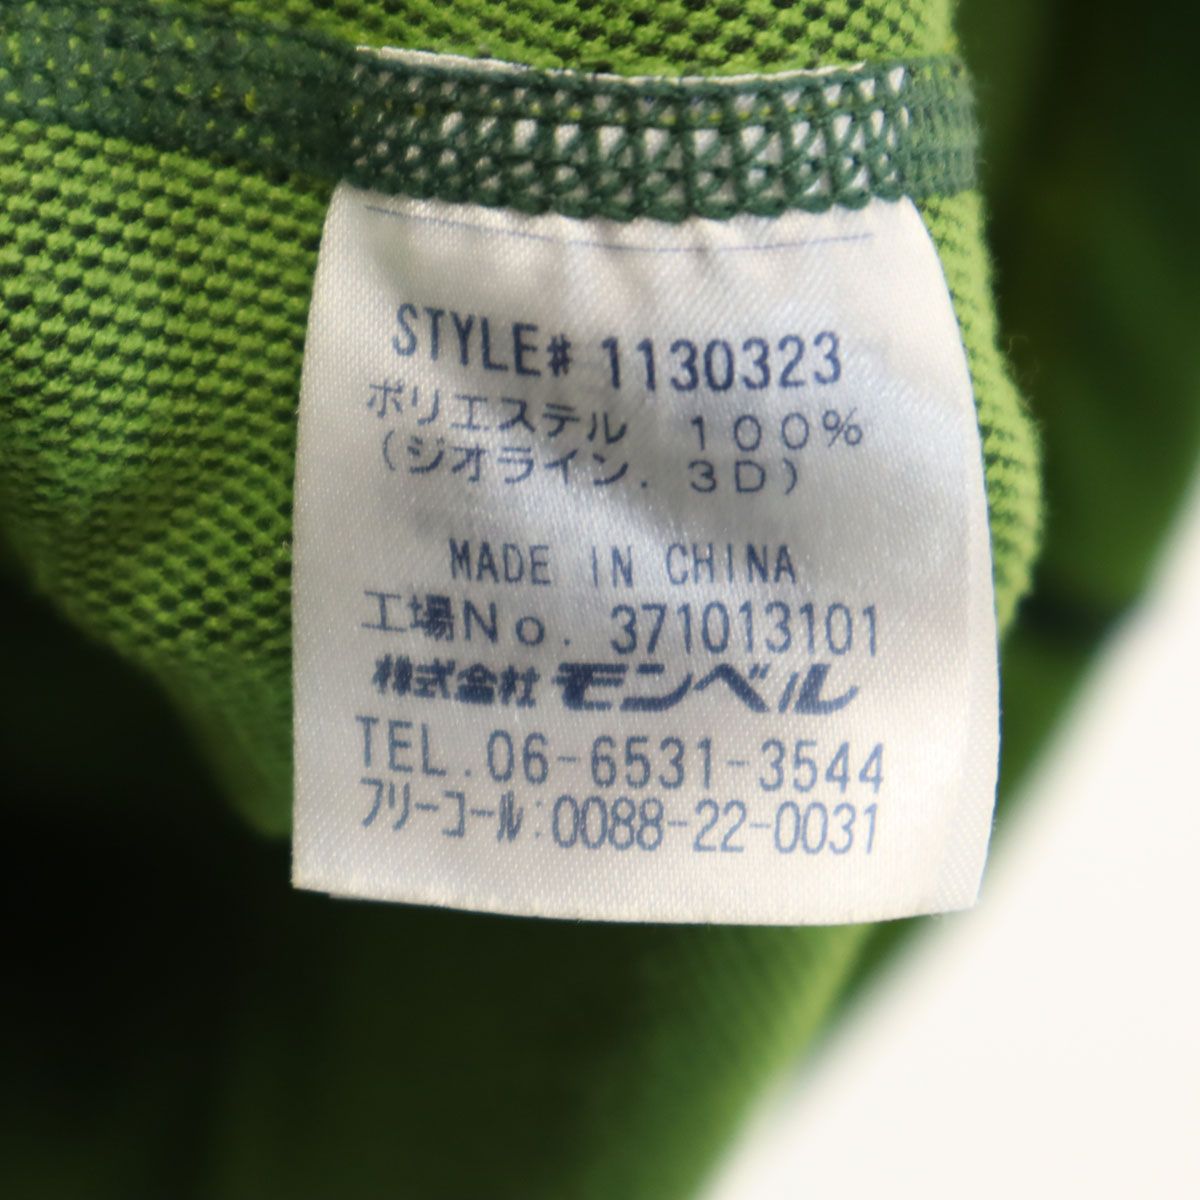 STYLE# 1130323
ポリエステル 100%
(ジオライン.3D)
MADE IN CHINA
工場No. 371013101
株式会社 モンベル
TEL.06-6531-3544
フリーコール:0088-22-0031